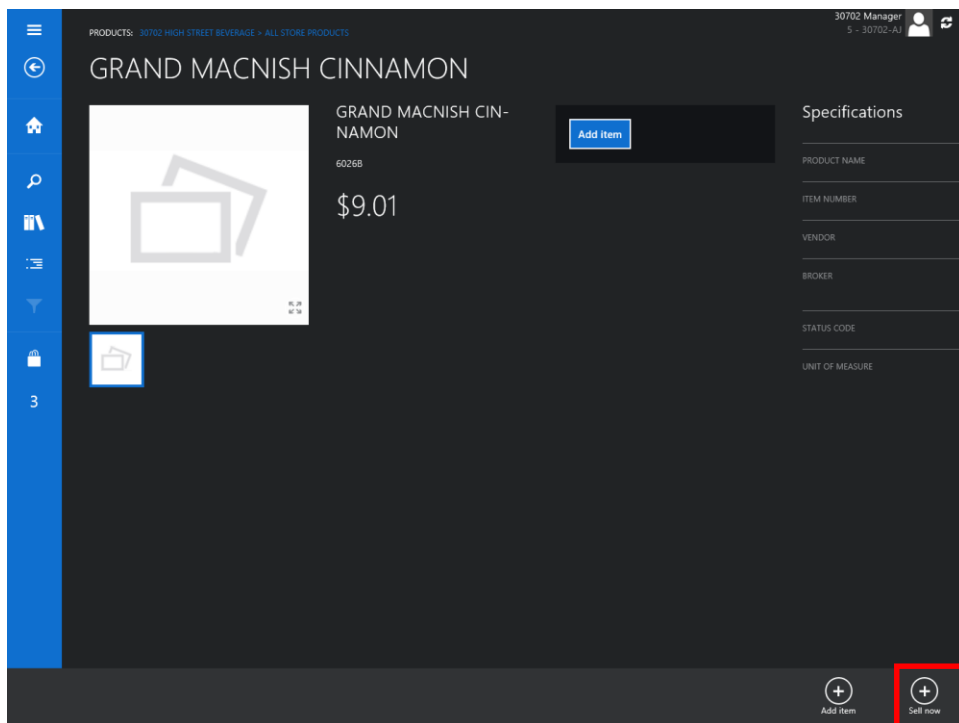 30702 Manager
5 - 30702-AJ
PRODUCTS: 30702 HIGH STREET BEVERAGE > ALL STORE PRODUCTS
GRAND MACNISH CINNAMON
GRAND MACNISH CIN-
NAMON
6026B
$9.01
Add item
Specifications
PRODUCT NAME
ITEM NUMBER
VENDOR
BROKER
STATUS CODE
UNIT OF MEASURE
3
Add item
Sell now